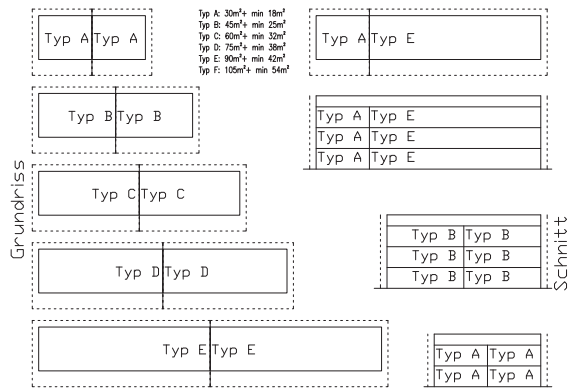 Typ A Typ A
Typ A: 30m²+ min 18m²
Typ B: 45m²+ min 25m²
Typ C: 60m²+ min 32m²
Typ D: 75m²+ min 38m²
Typ E: 90m²+ min 42m²
Typ F: 105m²+ min 54m²
Typ A Typ E
Typ B Typ B
Typ A Typ E
Typ A Typ E
Typ A Typ E
Typ C Typ C
Grundriss
Typ B Typ B
Typ B Typ B
Typ B Typ B
Schnitt
Typ D Typ D
Typ E Typ E
Typ A Typ A
Typ A Typ A